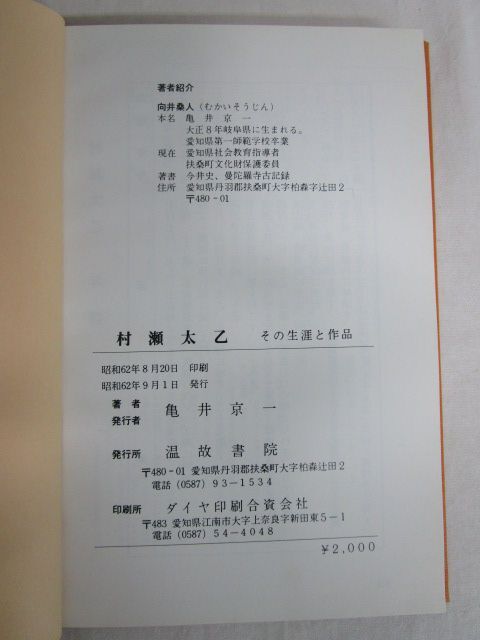 著者紹介
向井桑人（むかいそうじん）
本名 亀井京一
大正8年岐阜県に生まれる。
愛知県第一師範学校卒業
現在 愛知県社会教育指導者
扶桑町文化財保護委員
著書 今井史、曼陀羅寺古記録
住所 愛知県丹羽郡扶桑町大字柏森字辻田2
〒480-01
村瀬太乙 その生涯と作品
昭和62年8月20日 印刷
昭和62年9月1日 発行
著者
発行者 亀井京一
発行所 温故書院
〒480-01 愛知県丹羽郡扶桑町大字柏森辻田2
電話（0587）93-1534
印刷所 ダイヤ印刷合資会社
〒483 愛知県江南市大字上奈良字新田東5-1
電話（0587）54-4048
￥2,000